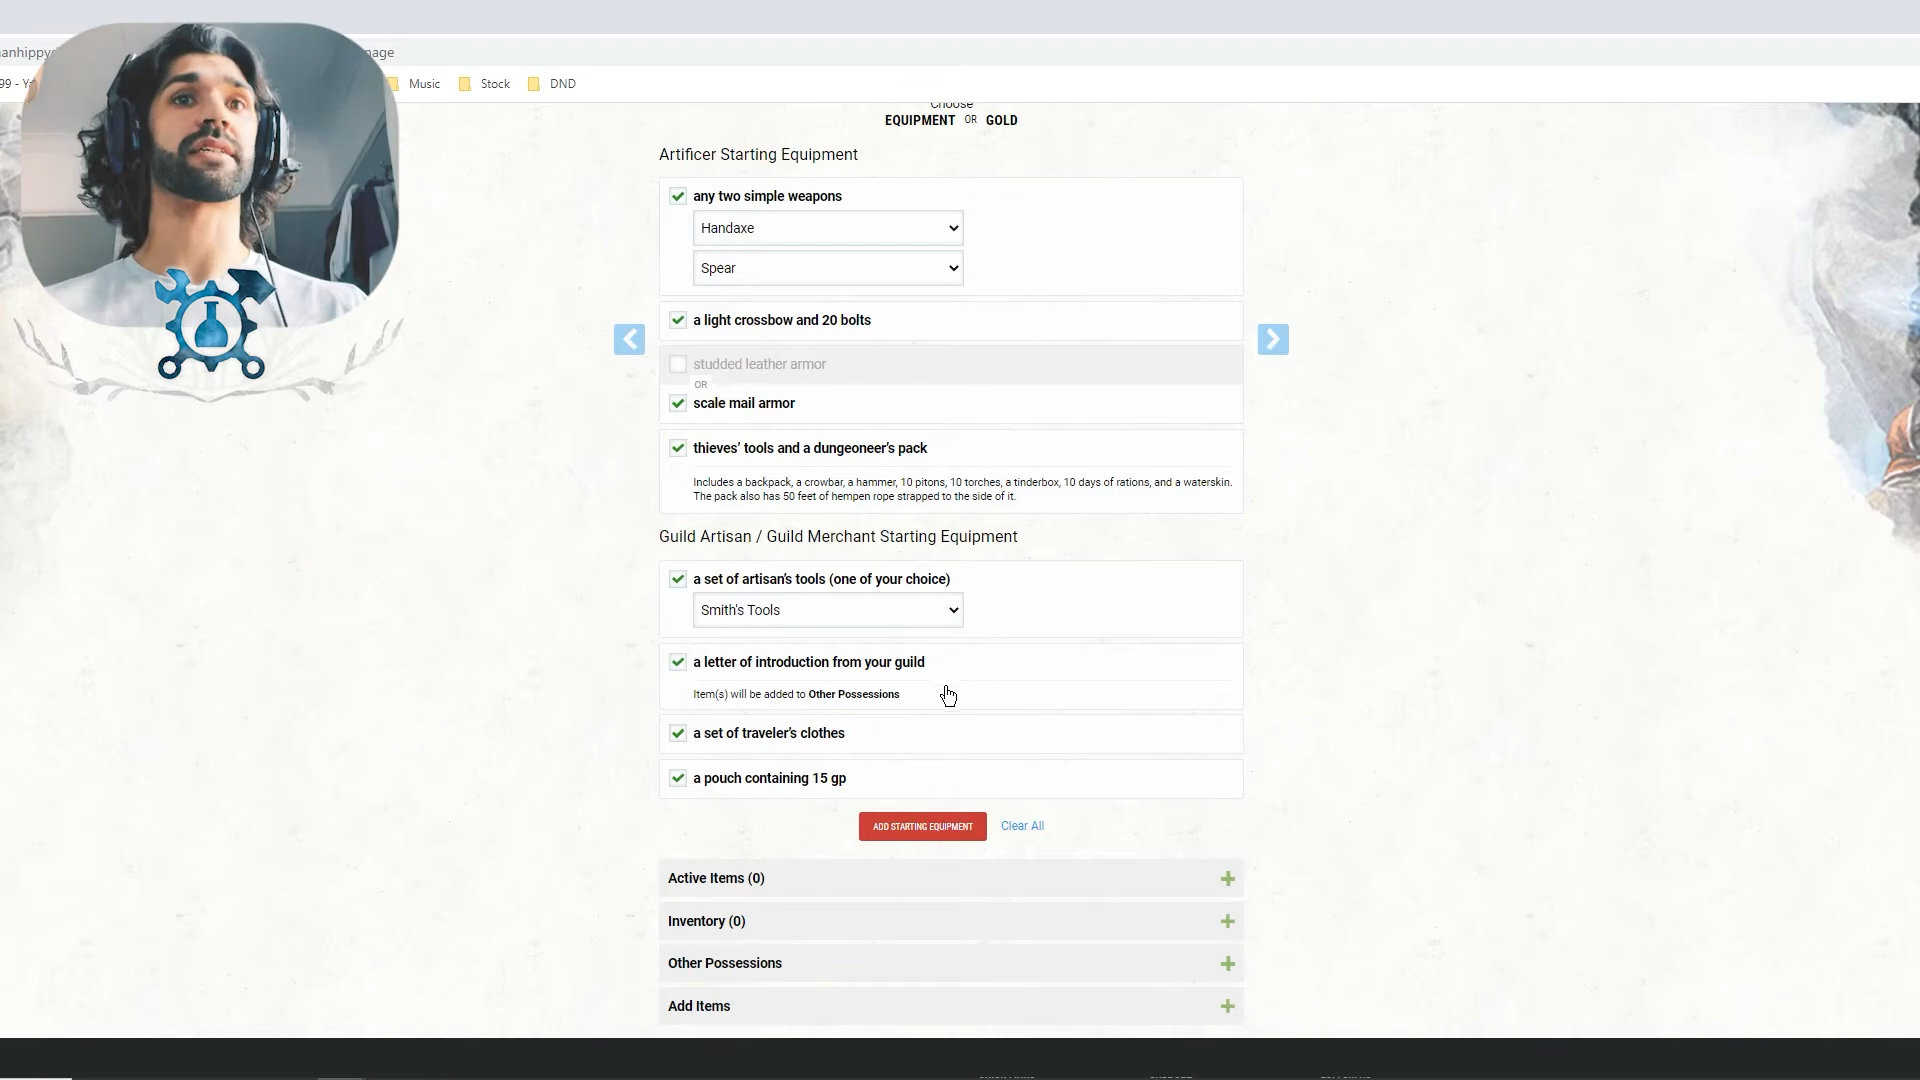 anhippy
mage
99 - Y
Music
Stock
DND
Choose
EQUIPMENT OR GOLD
Artificer Starting Equipment
any two simple weapons
Handaxe
Spear
a light crossbow and 20 bolts
studded leather armor
OR
scale mail armor
thieves' tools and a dungeoneer's pack
Includes a backpack, a crowbar, a hammer, 10 pitons, 10 torches, a tinderbox, 10 days of rations, and a waterskin.
The pack also has 50 feet of hempen rope strapped to the side of it.
Guild Artisan / Guild Merchant Starting Equipment
a set of artisan's tools (one of your choice)
Smith's Tools
a letter of introduction from your guild
Item(s) will be added to Other Possessions
a set of traveler's clothes
a pouch containing 15 gp
ADD STARTING EQUIPMENT Clear All
Active Items (0)
Inventory (0)
Other Possessions
Add Items